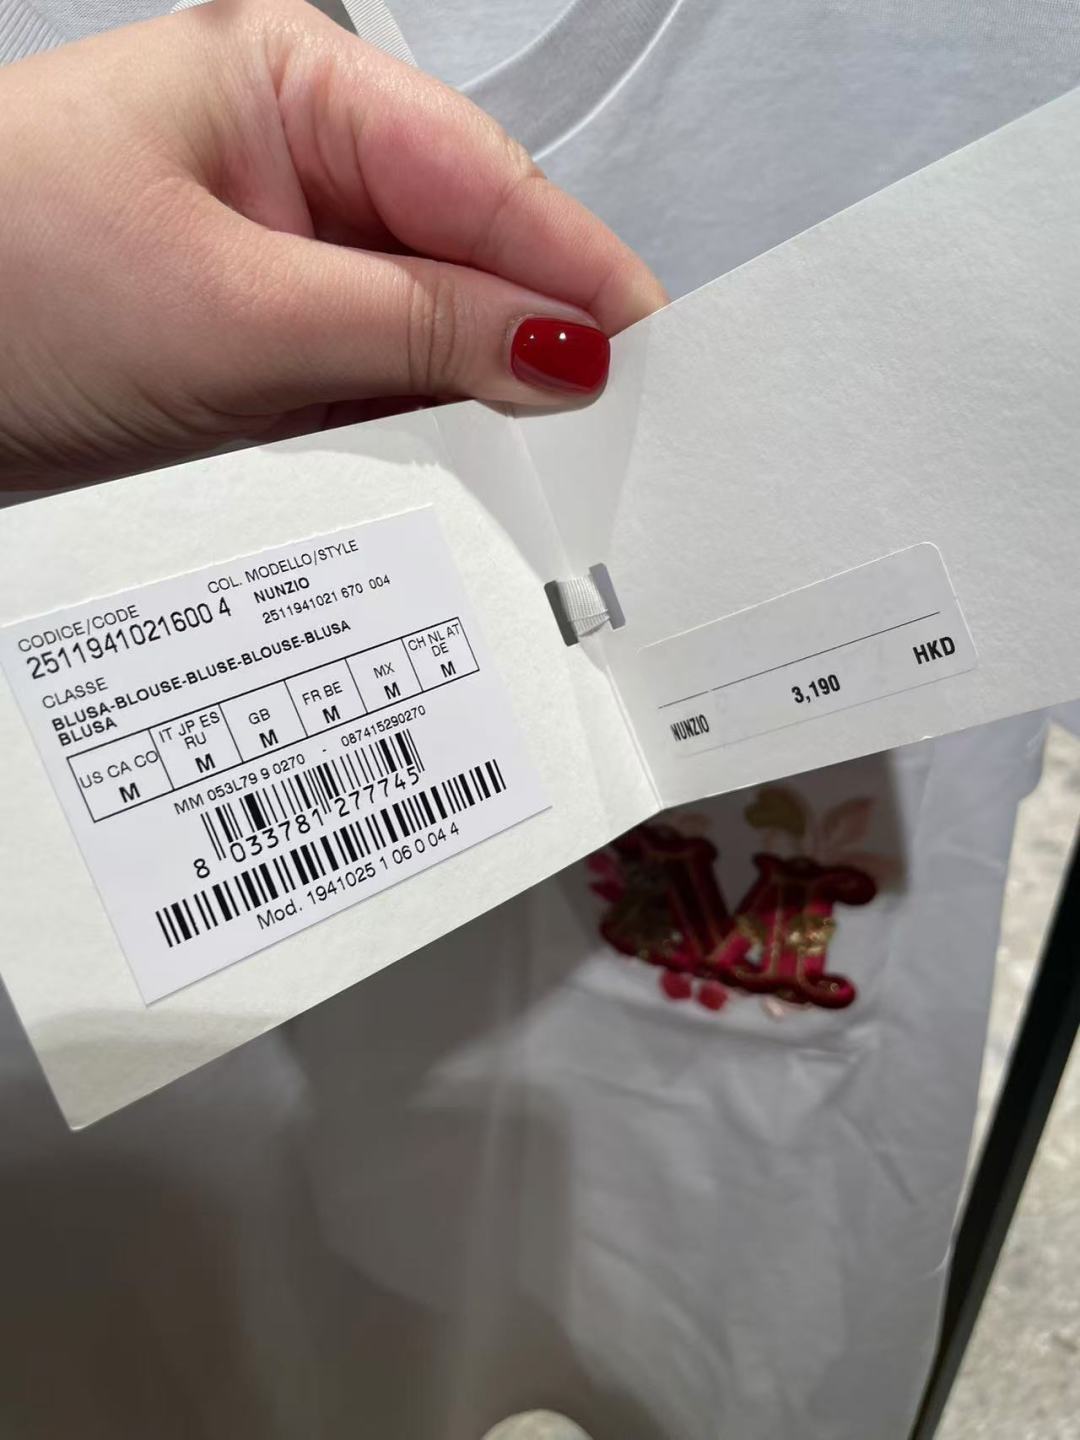 COL. MODELLO/STYLE
CODICE/CODE
NUNZIO
2511941021600 4
2511941021 670 004
CLASSE
BLUSA-BLOUSE-BLUSE-BLOUSE-BLUSA
BLUSA
US CA CO
M
IT JP ES
RU
M
GB
M
FR BE
M
MX
M
CH NL AT
DE
M
MM 053L79 9 0270 - 087415290270
8 033781 277745
Mod. 1941025 1 06 0 04 4
NUNZIO
3,190
HKD
M